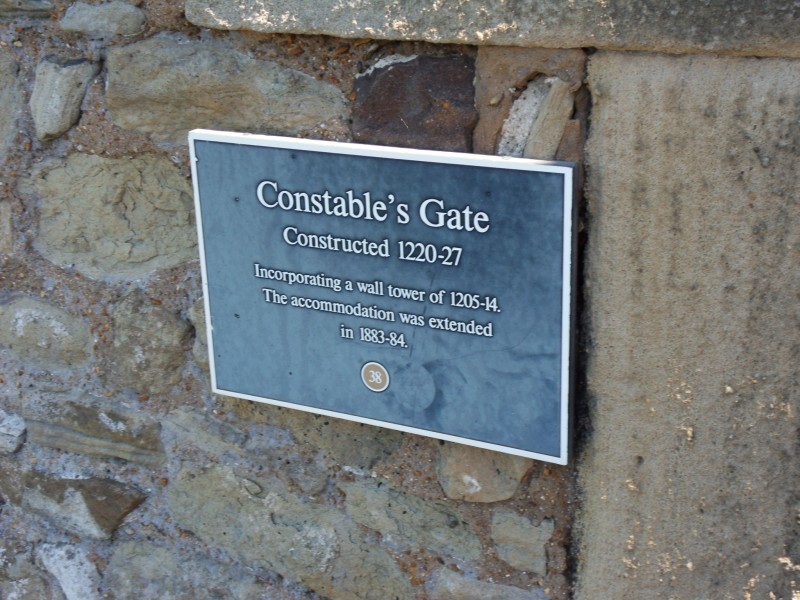 Constable's Gate
Constructed 1220-27
Incorporating a wall tower of 1205-14.
The accommodation was extended
in 1883-84.
38